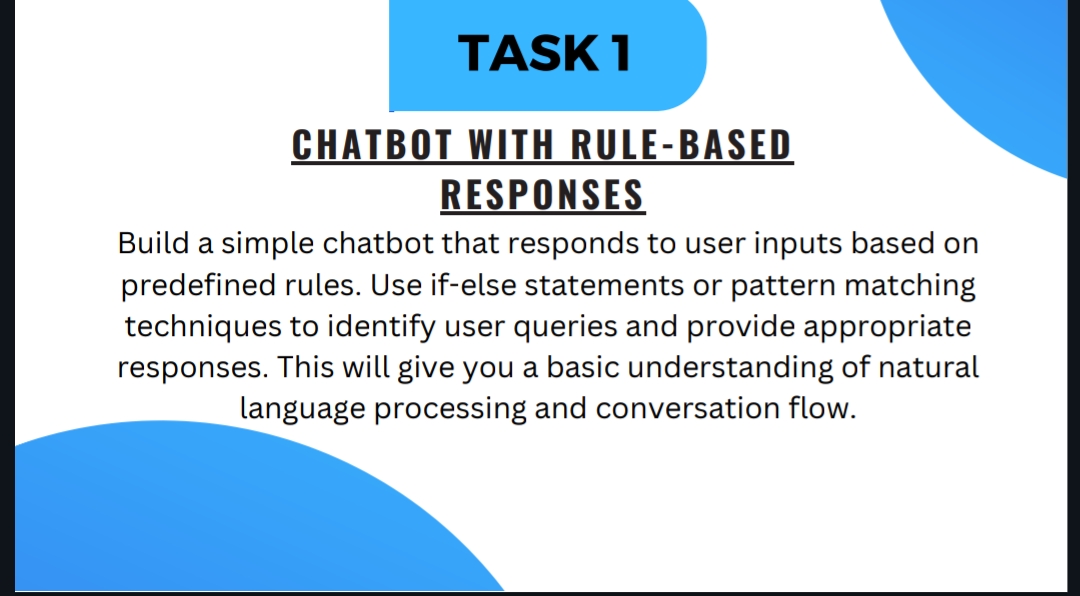 TASK 1
CHATBOT WITH RULE-BASED
RESPONSES
Build a simple chatbot that responds to user inputs based on
predefined rules. Use if-else statements or pattern matching
techniques to identify user queries and provide appropriate
responses. This will give you a basic understanding of natural
language processing and conversation flow.